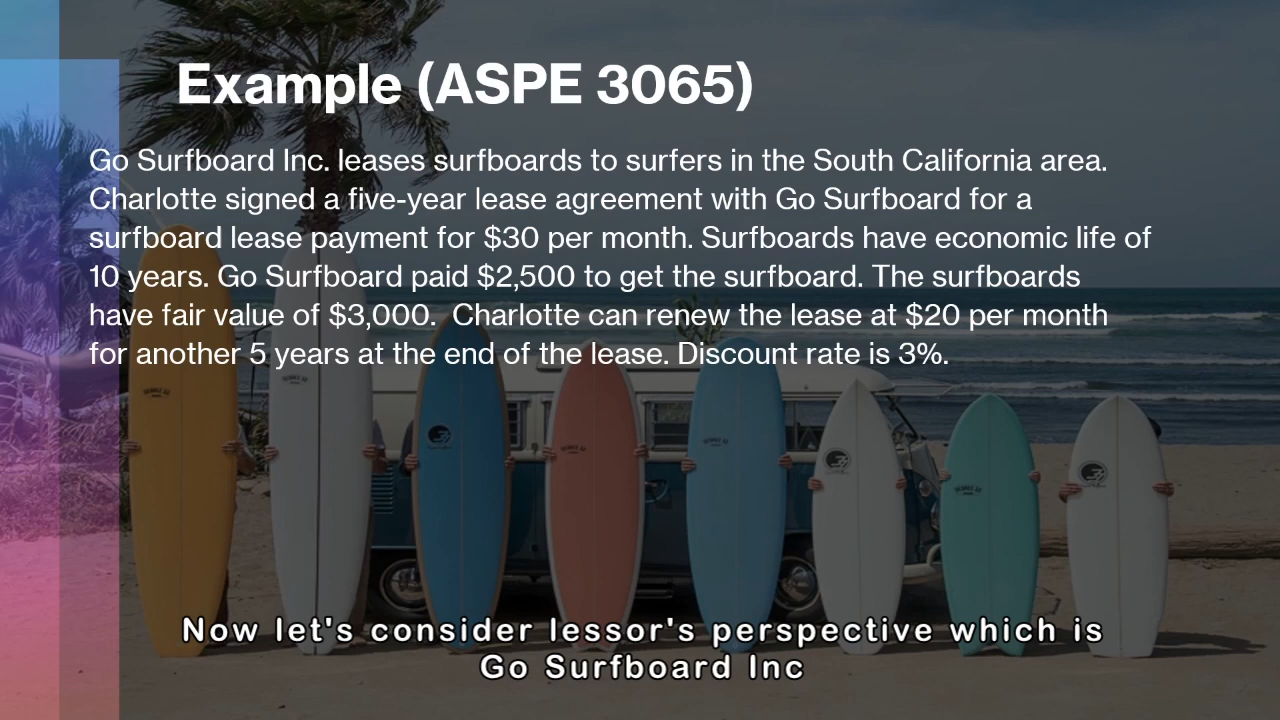 Example (ASPE 3065)
Go Surfboard Inc. leases surfboards to surfers in the South California area.
Charlotte signed a five-year lease agreement with Go Surfboard for a
surfboard lease payment for $30 per month. Surfboards have economic life of
10 years. Go Surfboard paid $2,500 to get the surfboard. The surfboards
have fair value of $3,000.  Charlotte can renew the lease at $20 per month
for another 5 years at the end of the lease. Discount rate is 3%.
Now let's consider lessor's perspective which is
Go Surfboard Inc